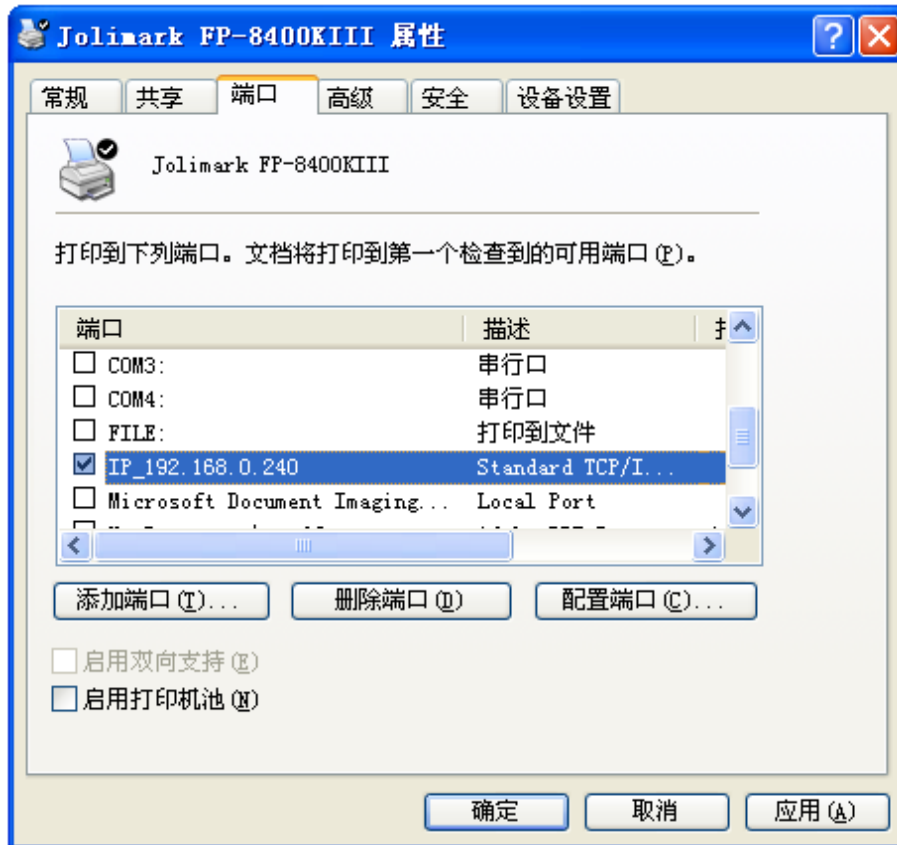 Jolimark FP-8400KIII 属性
常规 共享 端口 高级 安全 设备设置
Jolimark FP-8400KIII
打印到下列端口。文档将打印到第一个检查到的可用端口(P)。
端口 描述
COM3: 串行口
COM4: 串行口
FILE: 打印到文件
IP_192.168.0.240 Standard TCP/I...
Microsoft Document Imaging... Local Port
添加端口(T)... 删除端口(D) 配置端口(C)...
启用双向支持(E)
启用打印机池(N)
确定 取消 应用(A)